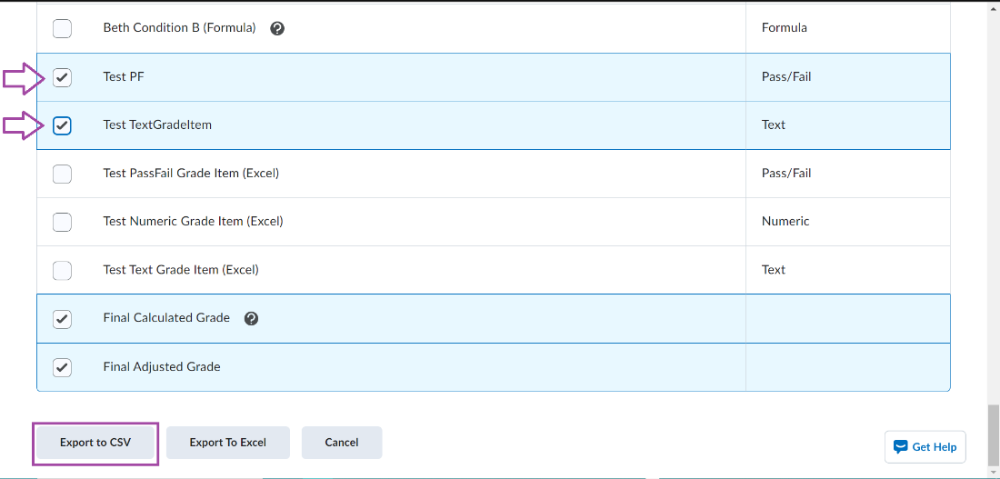 Beth Condition B (Formula) Formula
Test PF Pass/Fail
Test TextGradeItem Text
Test PassFail Grade Item (Excel) Pass/Fail
Test Numeric Grade Item (Excel) Numeric
Test Text Grade Item (Excel) Text
Final Calculated Grade
Final Adjusted Grade
Export to CSV Export To Excel Cancel
Get Help